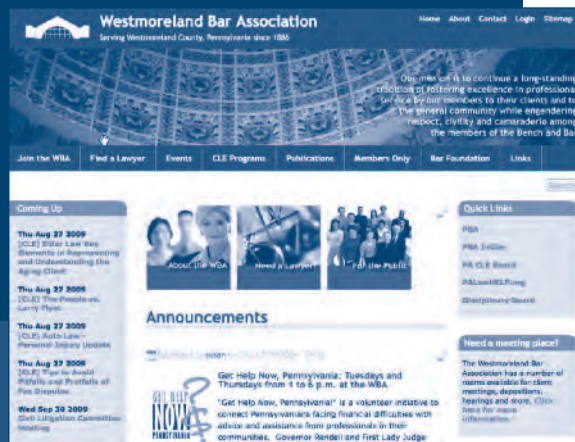 Westmoreland Bar Association
Serving Westmoreland County, Pennsylvania since 1886
Home About Contact Login Sitemap
Our mission is to continue a long-standing
tradition of fostering excellence in professional
service by our members to their clients and to
the general community while engendering
respect, civility and camaraderie among
the members of the Bench and Bar
Join the WBA Find a Lawyer Events CLE Programs Publications Members Only Bar Foundation Links
Search
Coming Up
Thu Aug 27 2009
[CLE] Elder Law Key
Elements in Representing
and Understanding the
Aging Client
Thu Aug 27 2009
[CLE] The People vs.
Larry Flynt
Thu Aug 27 2009
[CLE] Auto Law -
Personal Injury Update
Thu Aug 27 2009
[CLE] Tips to Avoid
Pitfalls and Pratfalls of
Fee Disputes
Wed Sep 30 2009
Civil Litigation Committee
Meeting
About the WBA
Need a Lawyer?
For the Public
Announcements
GET HELP
NOW
PENNSYLVANIA
Get Help Now, Pennsylvania: Tuesdays and
Thursdays from 1 to 6 p.m. at the WBA
"Get Help Now, Pennsylvania!" is a volunteer initiative to
connect Pennsylvanians facing financial difficulties with
advice and assistance from professionals in their
communities. Governor Rendell and First Lady Judge
Quick Links
PBA
PBA InCite
PA CLE Board
PALawHELP.org
Disciplinary Board
Need a meeting place?
The Westmoreland Bar
Association has a number of
rooms available for client
meetings, depositions,
hearings and more. Click
here for more
information.